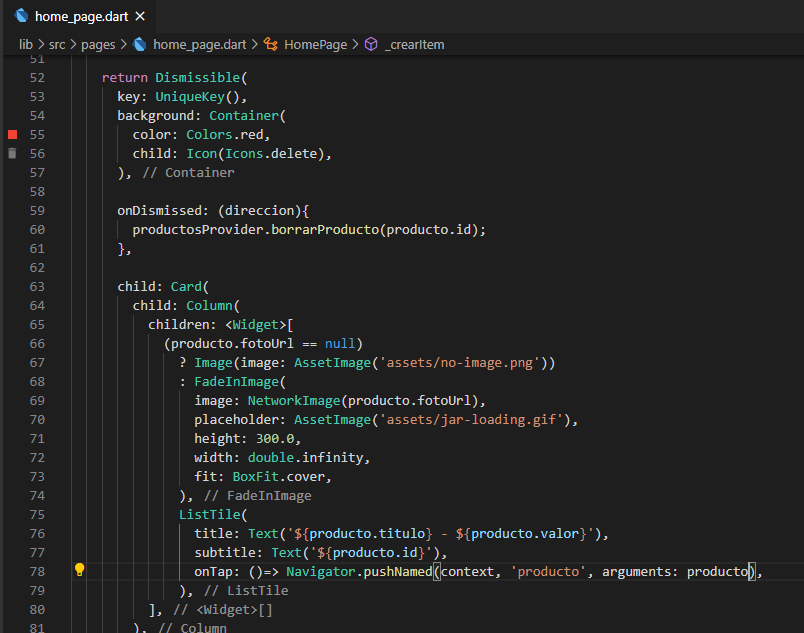 home_page.dart ×
lib > src > pages > home_page.dart > HomePage > _crearItem
51
52 return Dismissible(
53 key: UniqueKey(),
54 background: Container(
55 color: Colors.red,
56 child: Icon(Icons.delete),
57 ), // Container
58
59 onDismissed: (direccion){
60 productosProvider.borrarProducto(producto.id);
61 },
62
63 child: Card(
64 child: Column(
65 children: <Widget>[
66 (producto.fotoUrl == null)
67 ? Image(image: AssetImage('assets/no-image.png'))
68 : FadeInImage(
69 image: NetworkImage(producto.fotoUrl),
70 placeholder: AssetImage('assets/jar-loading.gif'),
71 height: 300.0,
72 width: double.infinity,
73 fit: BoxFit.cover,
74 ), // FadeInImage
75 ListTile(
76 title: Text('${producto.titulo} - ${producto.valor}'),
77 subtitle: Text('${producto.id}'),
78 onTap: ()=> Navigator.pushNamed(context, 'producto', arguments: producto),
79 ), // ListTile
80 ], // <Widget>[]
81 ), // Column